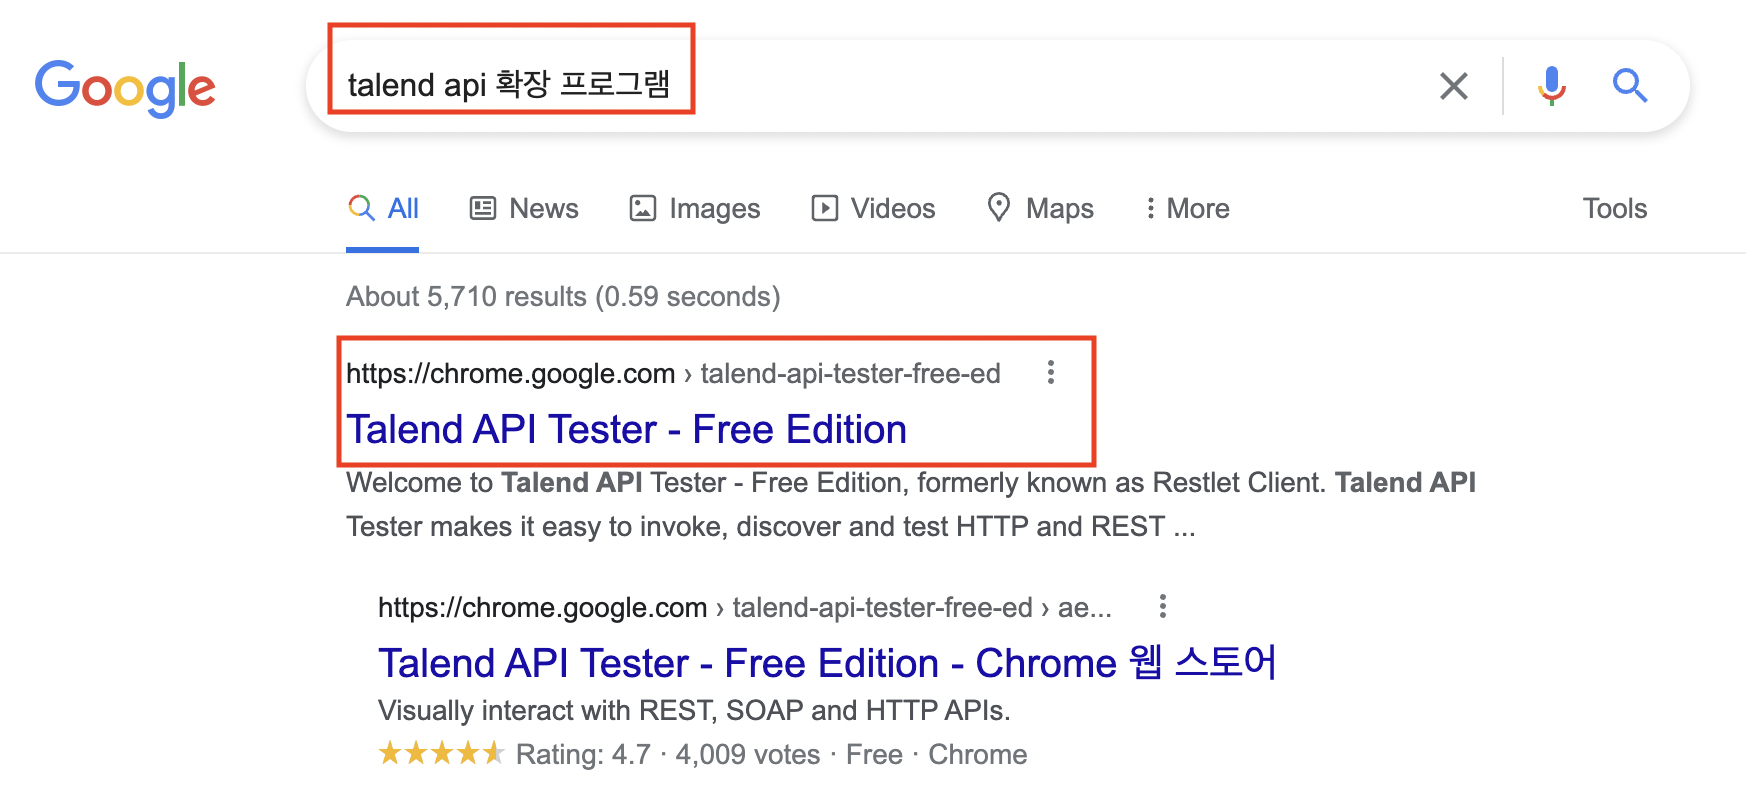 Google
talend api 확장 프로그램
All News Images Videos Maps More Tools
About 5,710 results (0.59 seconds)
https://chrome.google.com › talend-api-tester-free-ed
Talend API Tester - Free Edition
Welcome to Talend API Tester - Free Edition, formerly known as Restlet Client. Talend API
Tester makes it easy to invoke, discover and test HTTP and REST ...
https://chrome.google.com › talend-api-tester-free-ed › ae...
Talend API Tester - Free Edition - Chrome 웹 스토어
Visually interact with REST, SOAP and HTTP APIs.
Rating: 4.7 · 4,009 votes · Free · Chrome